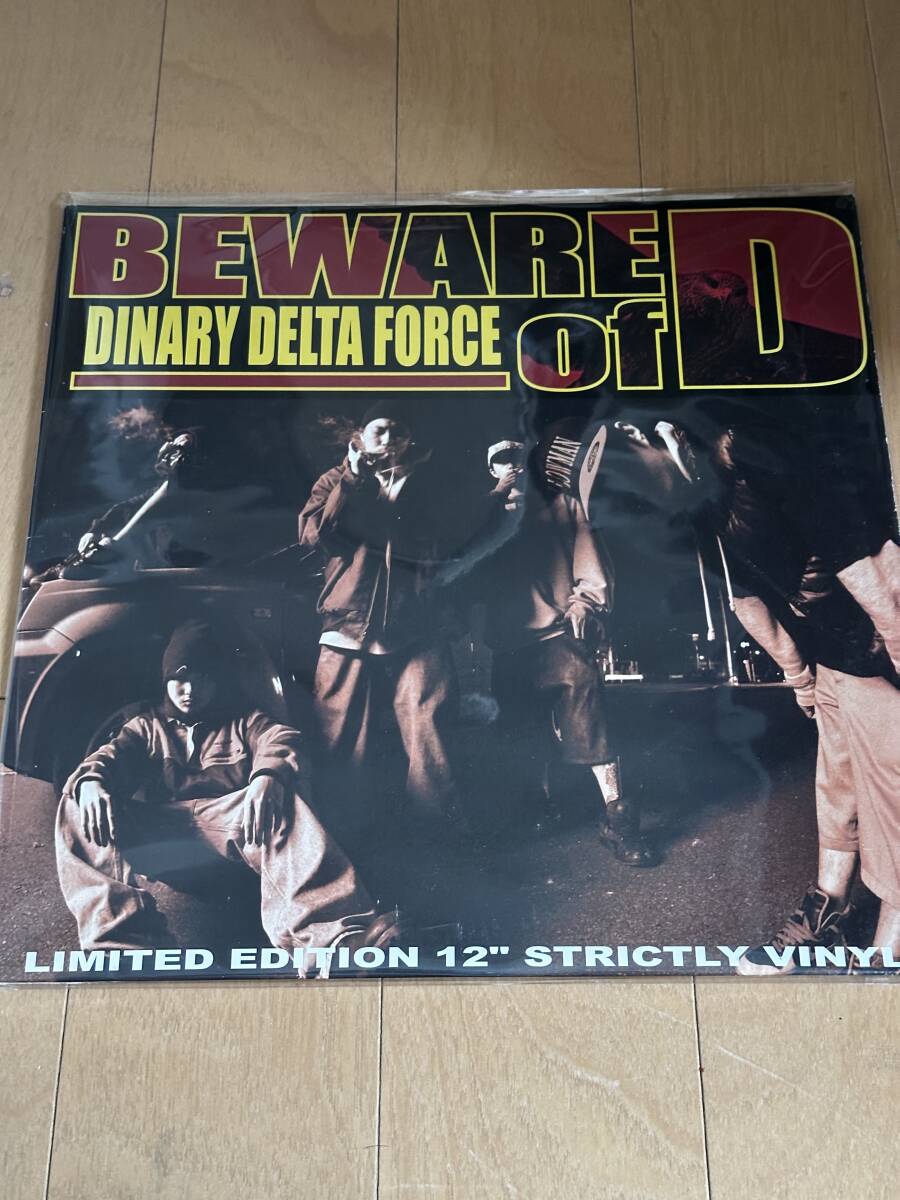 BEWARE
of D
DINARY DELTA FORCE
LIMITED EDITION 12" STRICTLY VINYL